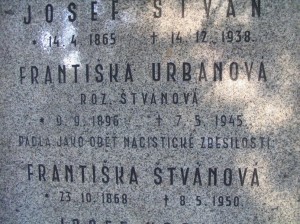 JOSEF ŠTVÁN
* 14. 4. 1865 † 14. 12. 1938.
FRANTIŠKA URBANOVÁ
ROZ. ŠTVÁNOVÁ
* 9. 9. 1896 † 7. 5. 1945.
PADLA JAKO OBĚŤ NACISTICKÉ ZBĚSILOSTI
FRANTIŠKA ŠTVÁNOVÁ
* 23. 10. 1868 † 8. 5. 1950.
JOSEF